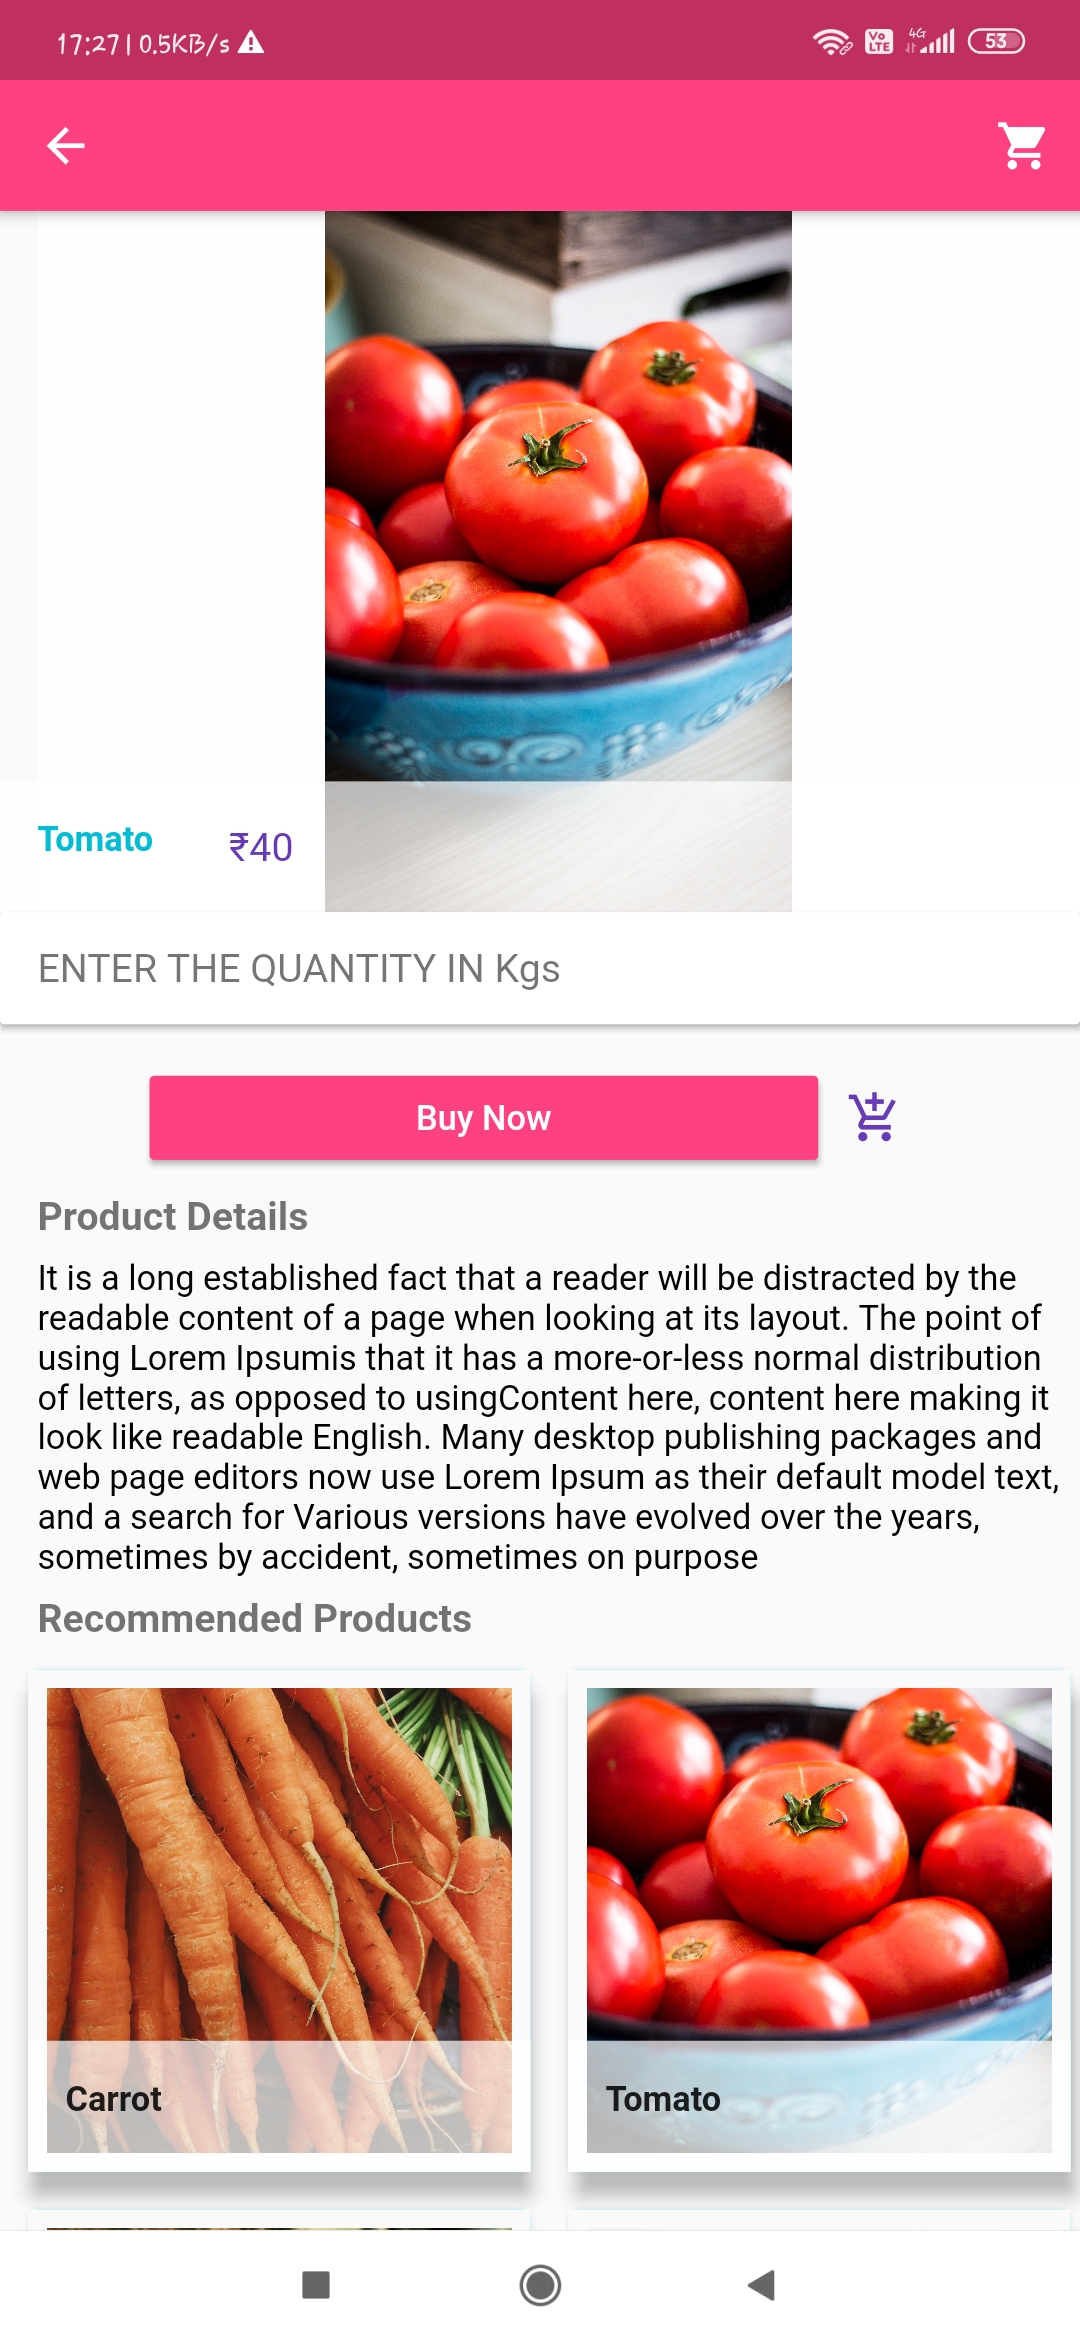 17:27 | 0.5KB/s
Vo LTE 4G 53
Tomato ₹40
ENTER THE QUANTITY IN Kgs
Buy Now
Product Details
It is a long established fact that a reader will be distracted by the
readable content of a page when looking at its layout. The point of
using Lorem Ipsumis that it has a more-or-less normal distribution
of letters, as opposed to usingContent here, content here making it
look like readable English. Many desktop publishing packages and
web page editors now use Lorem Ipsum as their default model text,
and a search for Various versions have evolved over the years,
sometimes by accident, sometimes on purpose
Recommended Products
Carrot
Tomato